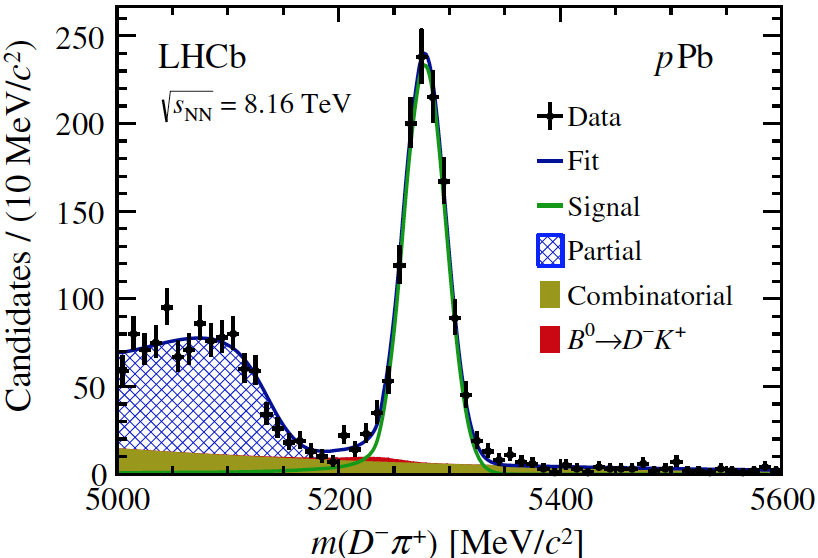 LHCb
pPb
√sNN = 8.16 TeV
Data
Fit
Signal
Partial
Combinatorial
B⁰→D⁻K⁺
Candidates / (10 MeV/c²)
250
200
150
100
50
0
5000 5200 5400 5600
m(D⁻π⁺) [MeV/c²]